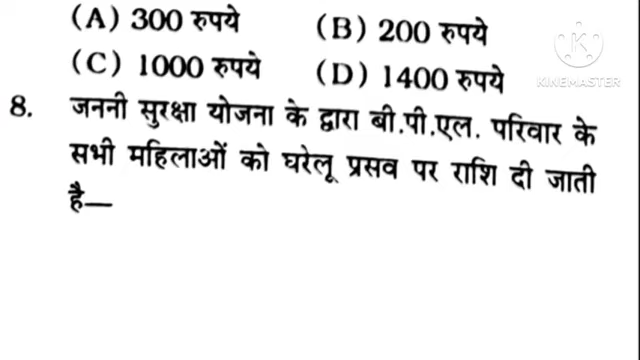 (A) 300 रुपये (B) 200 रुपये
(C) 1000 रुपये (D) 1400 रुपये
8. जननी सुरक्षा योजना के द्वारा बी.पी.एल. परिवार के
सभी महिलाओं को घरेलू प्रसव पर राशि दी जाती
है—
KINEMASTER